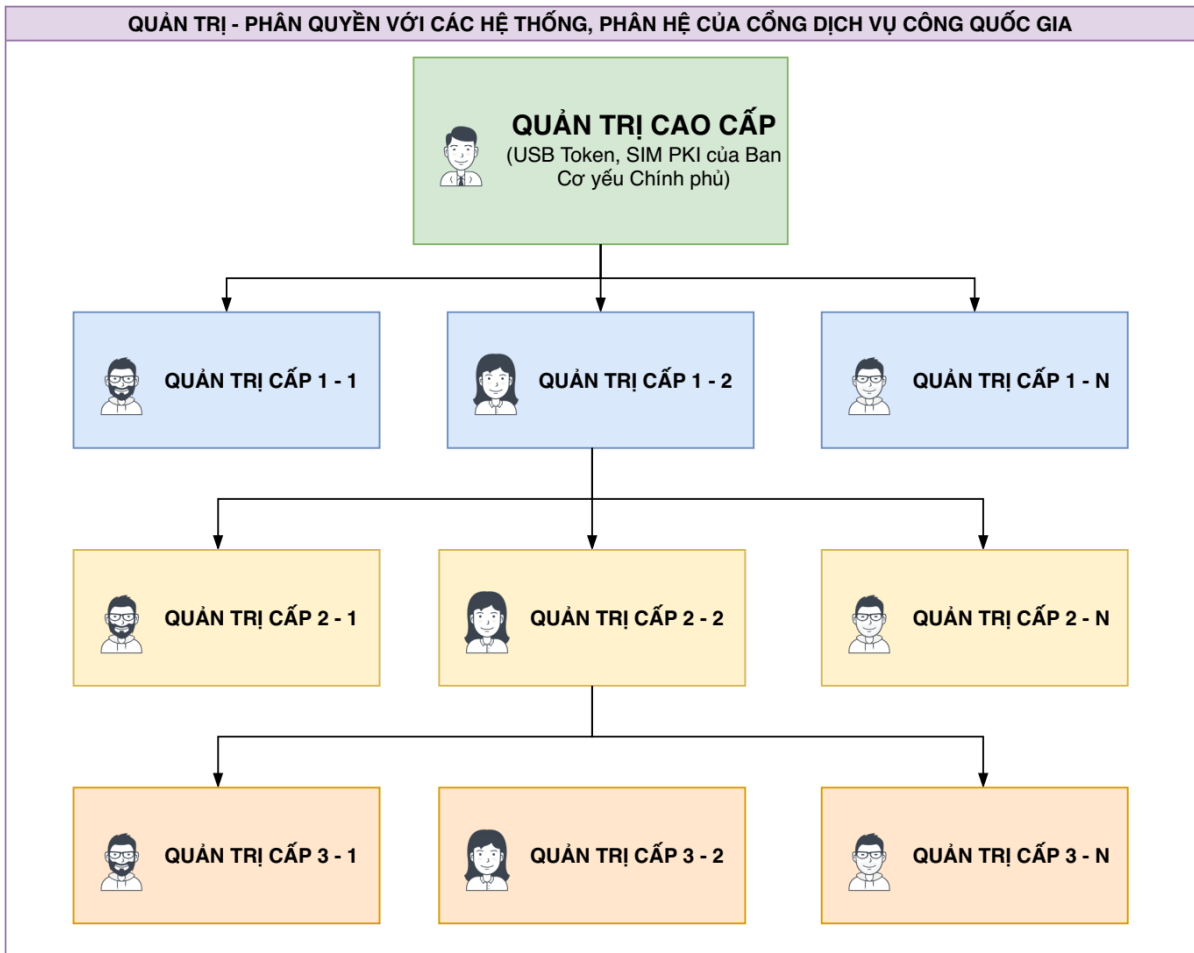 QUẢN TRỊ - PHÂN QUYỀN VỚI CÁC HỆ THỐNG, PHÂN HỆ CỦA CỔNG DỊCH VỤ CÔNG QUỐC GIA
QUẢN TRỊ CAO CẤP
(USB Token, SIM PKI của Ban
Cơ yếu Chính phủ)
QUẢN TRỊ CẤP 1 - 1
QUẢN TRỊ CẤP 1 - 2
QUẢN TRỊ CẤP 1 - N
QUẢN TRỊ CẤP 2 - 1
QUẢN TRỊ CẤP 2 - 2
QUẢN TRỊ CẤP 2 - N
QUẢN TRỊ CẤP 3 - 1
QUẢN TRỊ CẤP 3 - 2
QUẢN TRỊ CẤP 3 - N